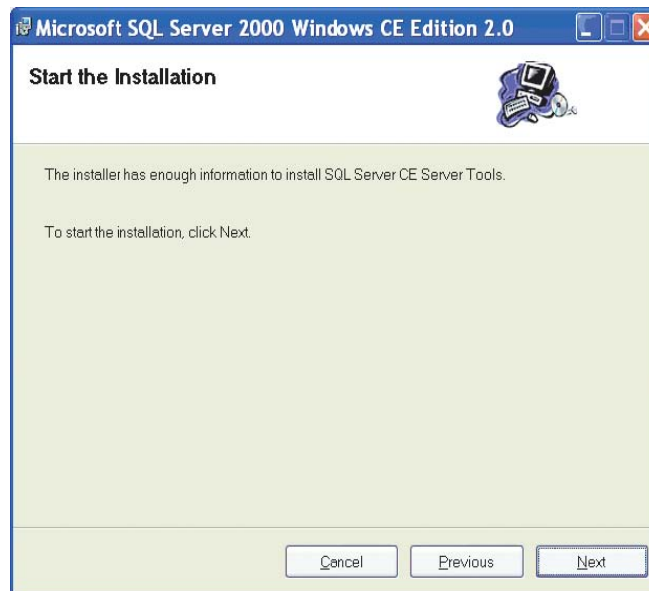 Microsoft SQL Server 2000 Windows CE Edition 2.0
Start the Installation
The installer has enough information to install SQL Server CE Server Tools.
To start the installation, click Next.
Cancel
Previous
Next